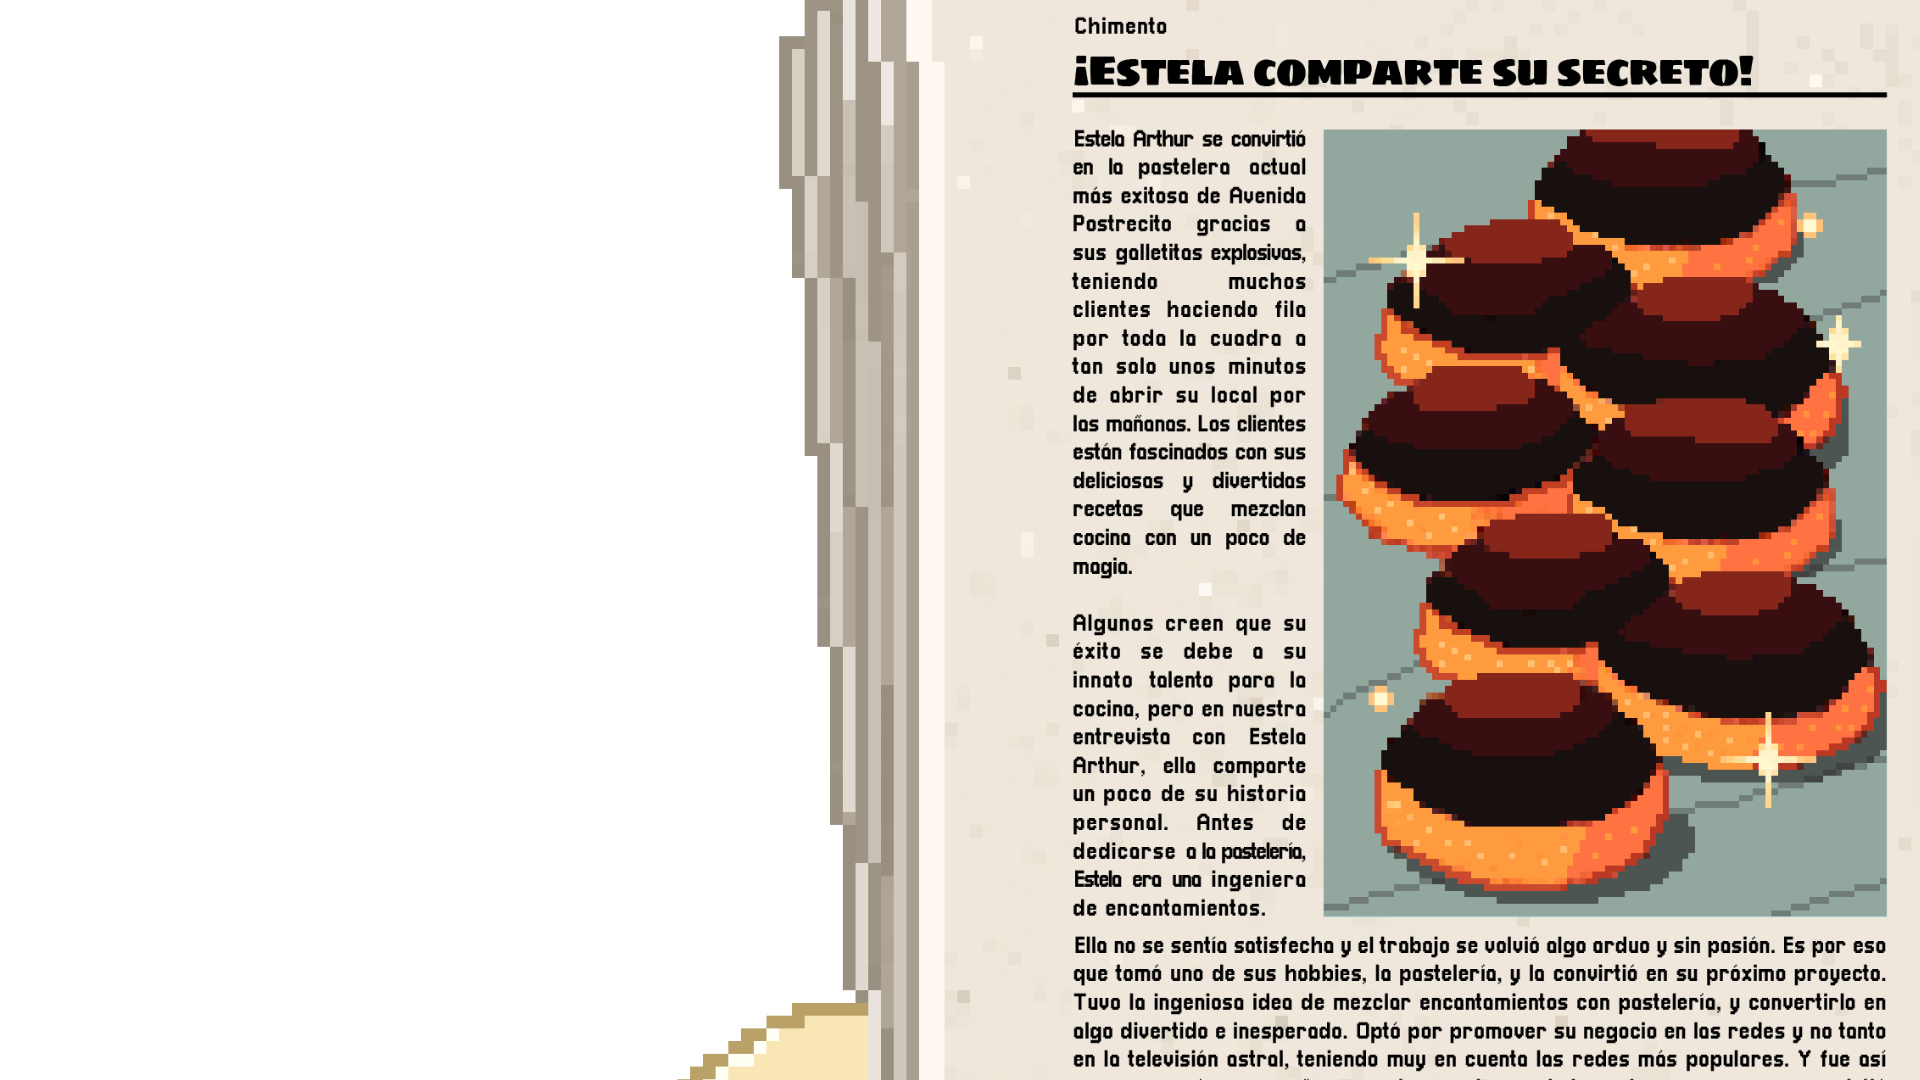 Chimento
¡ESTELA COMPARTE SU SECRETO!
Estela Arthur se convirtió
en la pastelera actual
más exitosa de Avenida
Postrecito gracias a
sus galletitas explosivas,
teniendo muchos
clientes haciendo fila
por toda la cuadra a
tan solo unos minutos
de abrir su local por
las mañanas. Los clientes
están fascinados con sus
deliciosas y divertidas
recetas que mezclan
cocina con un poco de
magia.
Algunos creen que su
éxito se debe a su
innato talento para la
cocina, pero en nuestra
entrevista con Estela
Arthur, ella comparte
un poco de su historia
personal. Antes de
dedicarse a la pastelería,
Estela era una ingeniera
de encantamientos.
Ella no se sentía satisfecha y el trabajo se volvió algo arduo y sin pasión. Es por eso
que tomó uno de sus hobbies, la pastelería, y la convirtió en su próximo proyecto.
Tuvo la ingeniosa idea de mezclar encantamientos con pastelería, y convertirlo en
algo divertido e inesperado. Optó por promover su negocio en las redes y no tanto
en la televisión astral, teniendo muy en cuenta las redes más populares. Y fue así